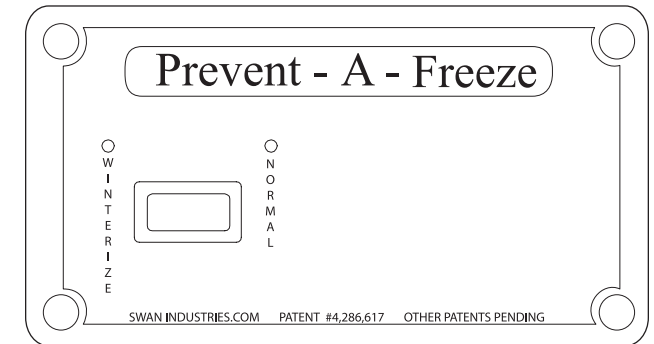 Prevent - A - Freeze
WINTERIZE
NORMAL
SWAN INDUSTRIES.COM PATENT #4,286,617 OTHER PATENTS PENDING